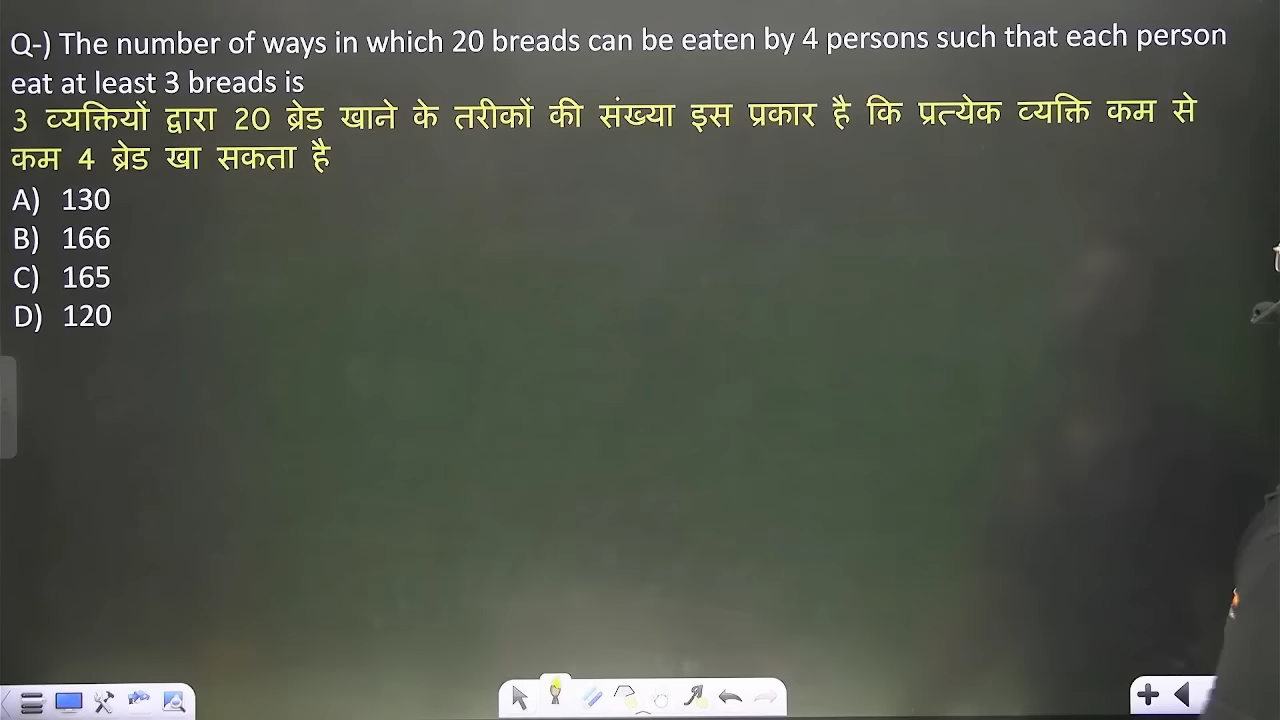 Q-) The number of ways in which 20 breads can be eaten by 4 persons such that each person
eat at least 3 breads is
3 व्यक्तियों द्वारा 20 ब्रेड खाने के तरीकों की संख्या इस प्रकार है कि प्रत्येक व्यक्ति कम से
कम 4 ब्रेड खा सकता है
A) 130
B) 166
C) 165
D) 120